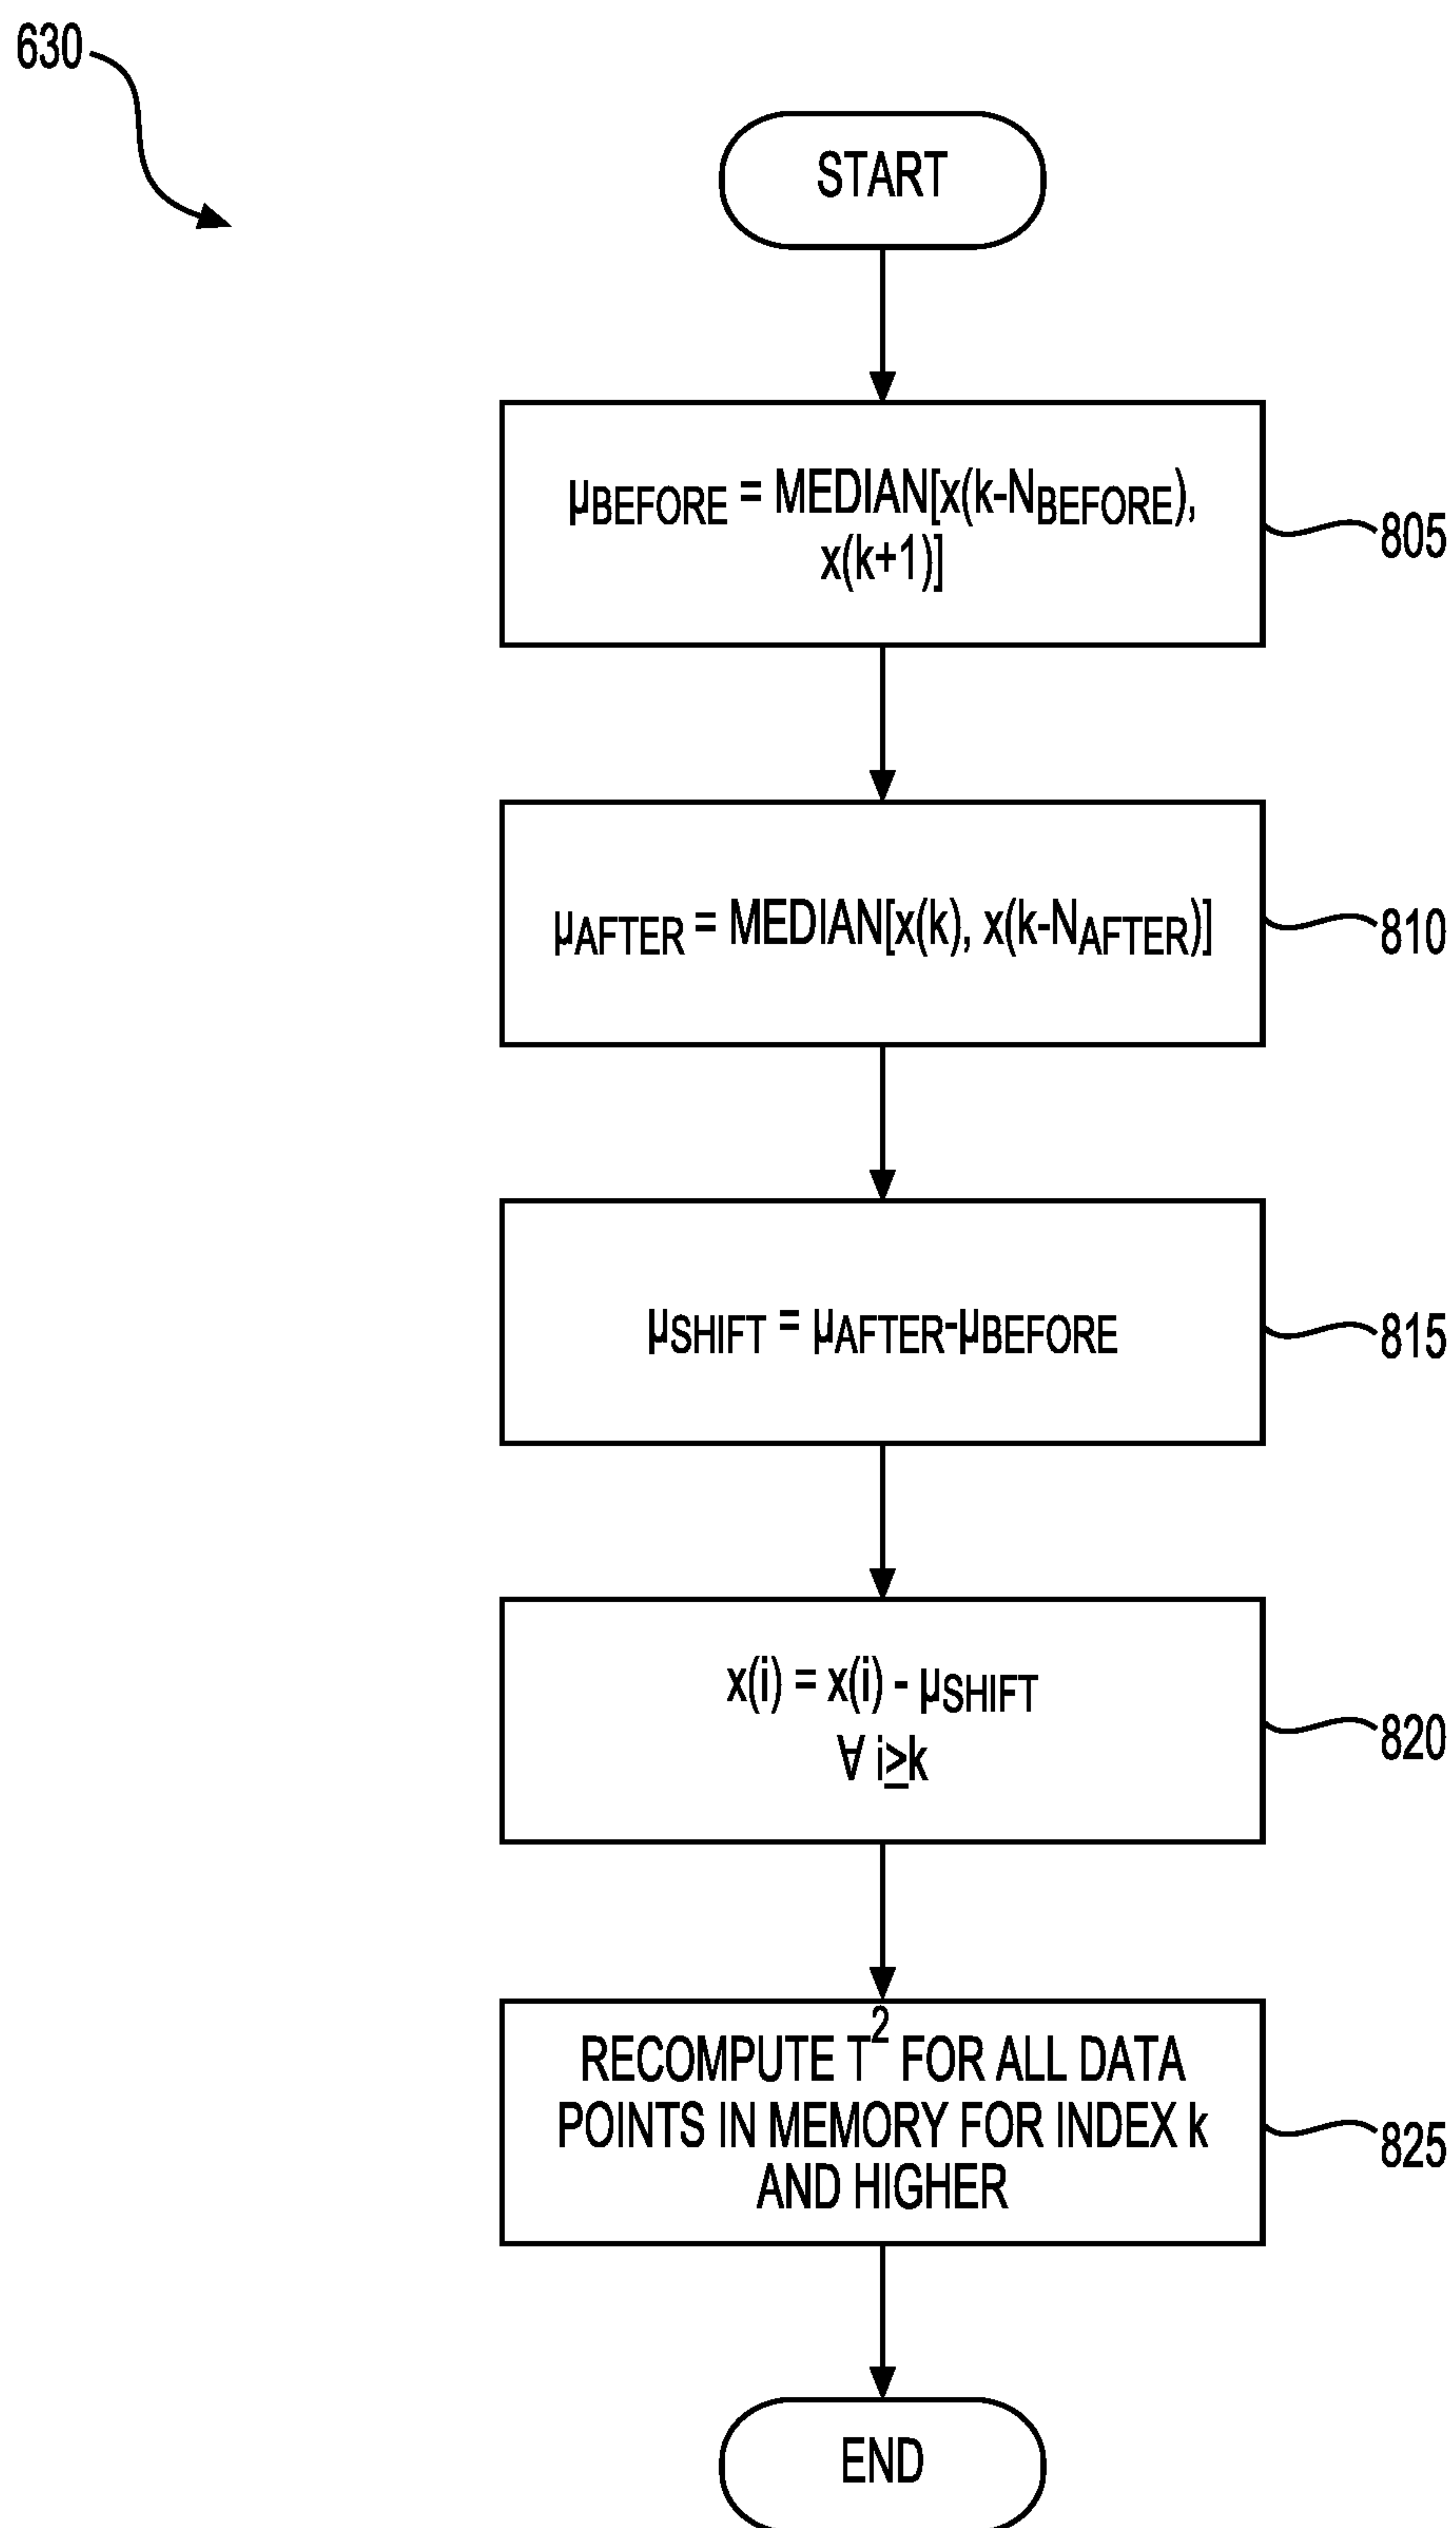 630
START
μBEFORE = MEDIAN[x(k-NBEFORE),
x(k+1)]
805
μAFTER = MEDIAN[x(k), x(k-NAFTER)]
810
μSHIFT = μAFTER-μBEFORE
815
x(i) = x(i) - μSHIFT
∀ i≥k
820
RECOMPUTE T² FOR ALL DATA
POINTS IN MEMORY FOR INDEX k
AND HIGHER
825
END